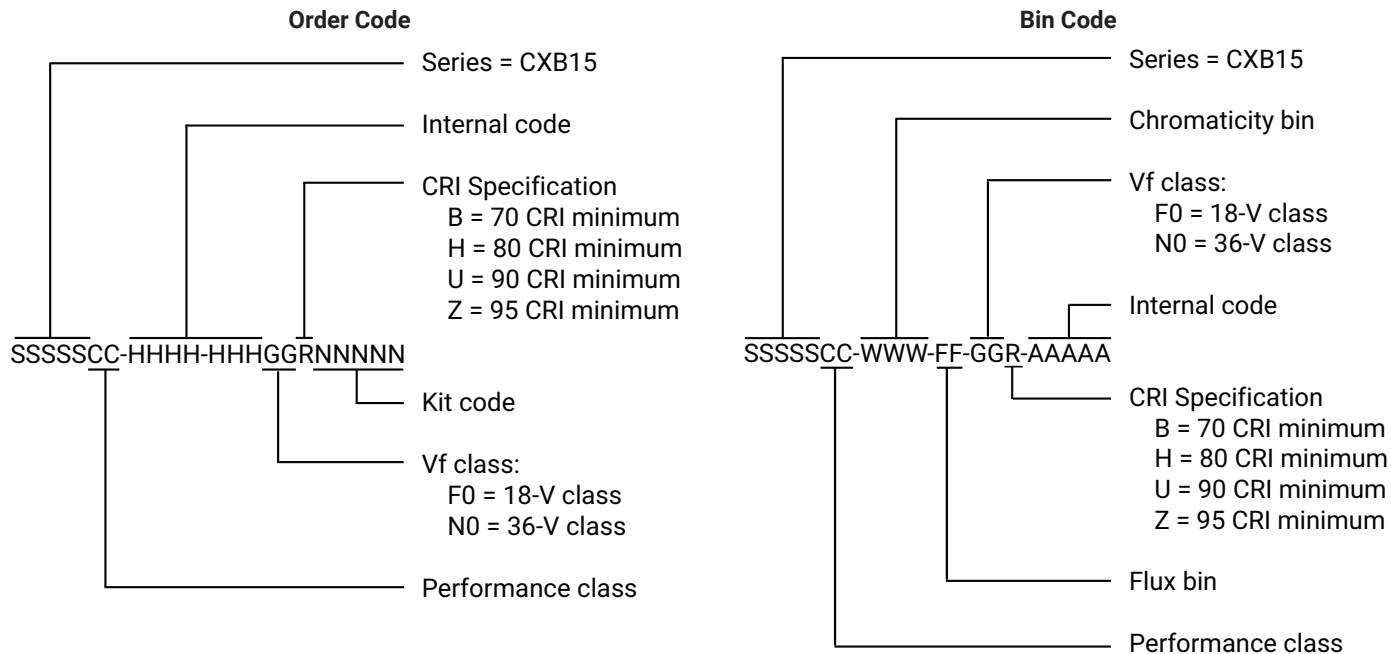 Order Code
Series = CXB15
Internal code
CRI Specification
B = 70 CRI minimum
H = 80 CRI minimum
U = 90 CRI minimum
Z = 95 CRI minimum
SSSSSCC-HHHH-HHHGGRNNNNN
Kit code
Vf class:
F0 = 18-V class
N0 = 36-V class
Performance class
Bin Code
Series = CXB15
Chromaticity bin
Vf class:
F0 = 18-V class
N0 = 36-V class
Internal code
SSSSSCC-WWW-FF-GGR-AAAAA
CRI Specification
B = 70 CRI minimum
H = 80 CRI minimum
U = 90 CRI minimum
Z = 95 CRI minimum
Flux bin
Performance class